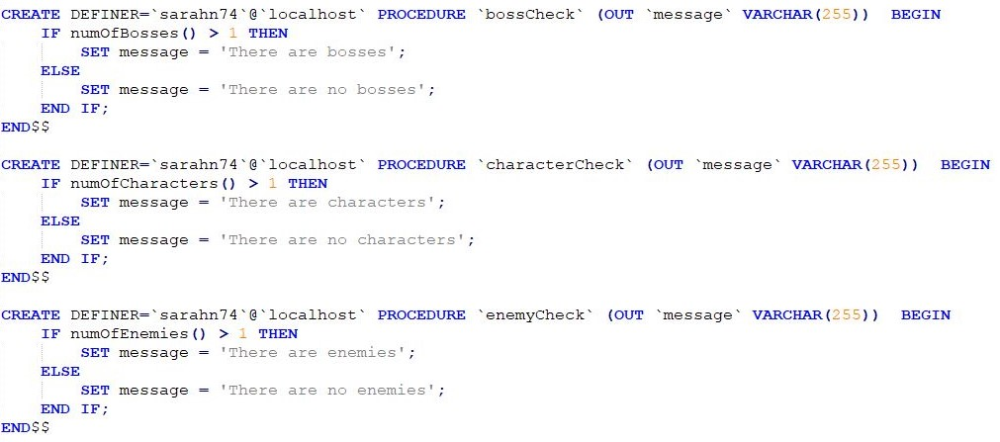 CREATE DEFINER=`sarahn74`@`localhost` PROCEDURE `bossCheck` (OUT `message` VARCHAR(255))  BEGIN
    IF numOfBosses() > 1 THEN
        SET message = 'There are bosses';
    ELSE
        SET message = 'There are no bosses';
    END IF;
END$$

CREATE DEFINER=`sarahn74`@`localhost` PROCEDURE `characterCheck` (OUT `message` VARCHAR(255))  BEGIN
    IF numOfCharacters() > 1 THEN
        SET message = 'There are characters';
    ELSE
        SET message = 'There are no characters';
    END IF;
END$$

CREATE DEFINER=`sarahn74`@`localhost` PROCEDURE `enemyCheck` (OUT `message` VARCHAR(255))  BEGIN
    IF numOfEnemies() > 1 THEN
        SET message = 'There are enemies';
    ELSE
        SET message = 'There are no enemies';
    END IF;
END$$